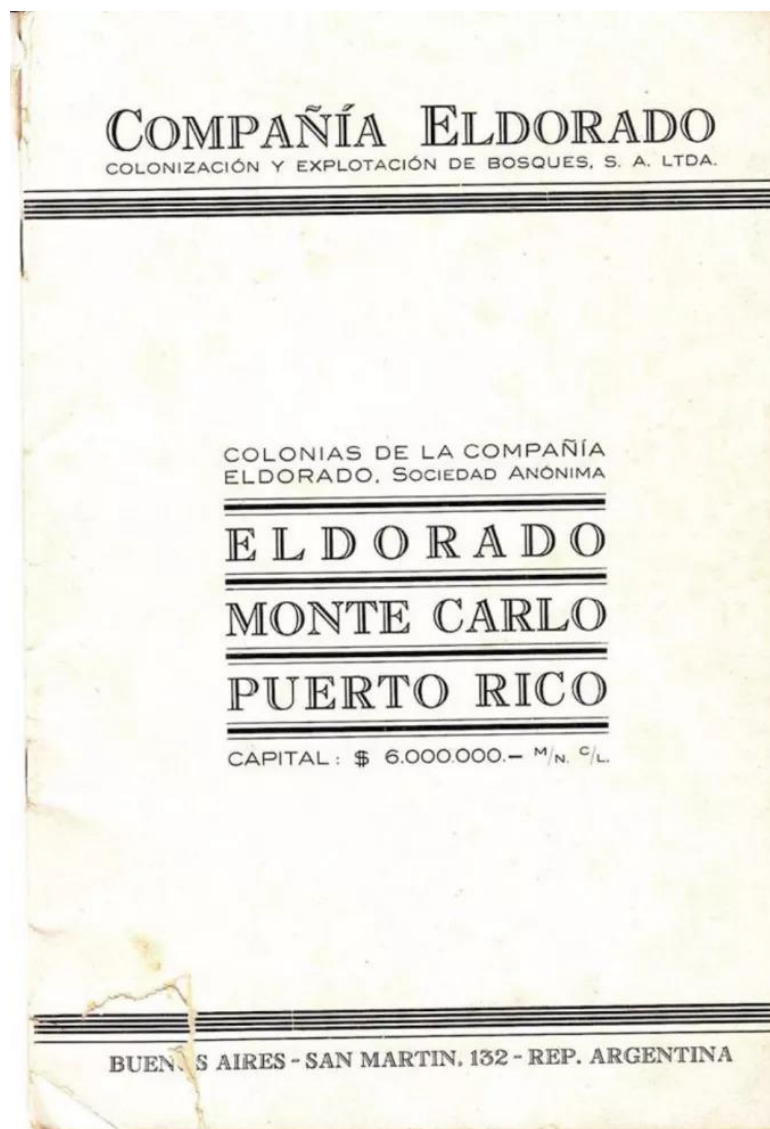 COMPAÑÍA ELDORADO
COLONIZACIÓN Y EXPLOTACIÓN DE BOSQUES, S. A. LTDA.
COLONIAS DE LA COMPAÑÍA
ELDORADO, SOCIEDAD ANÓNIMA
ELDORADO
MONTE CARLO
PUERTO RICO
CAPITAL: $ 6.000.000.– M/N. C/L.
BUENOS AIRES - SAN MARTIN, 132 - REP. ARGENTINA